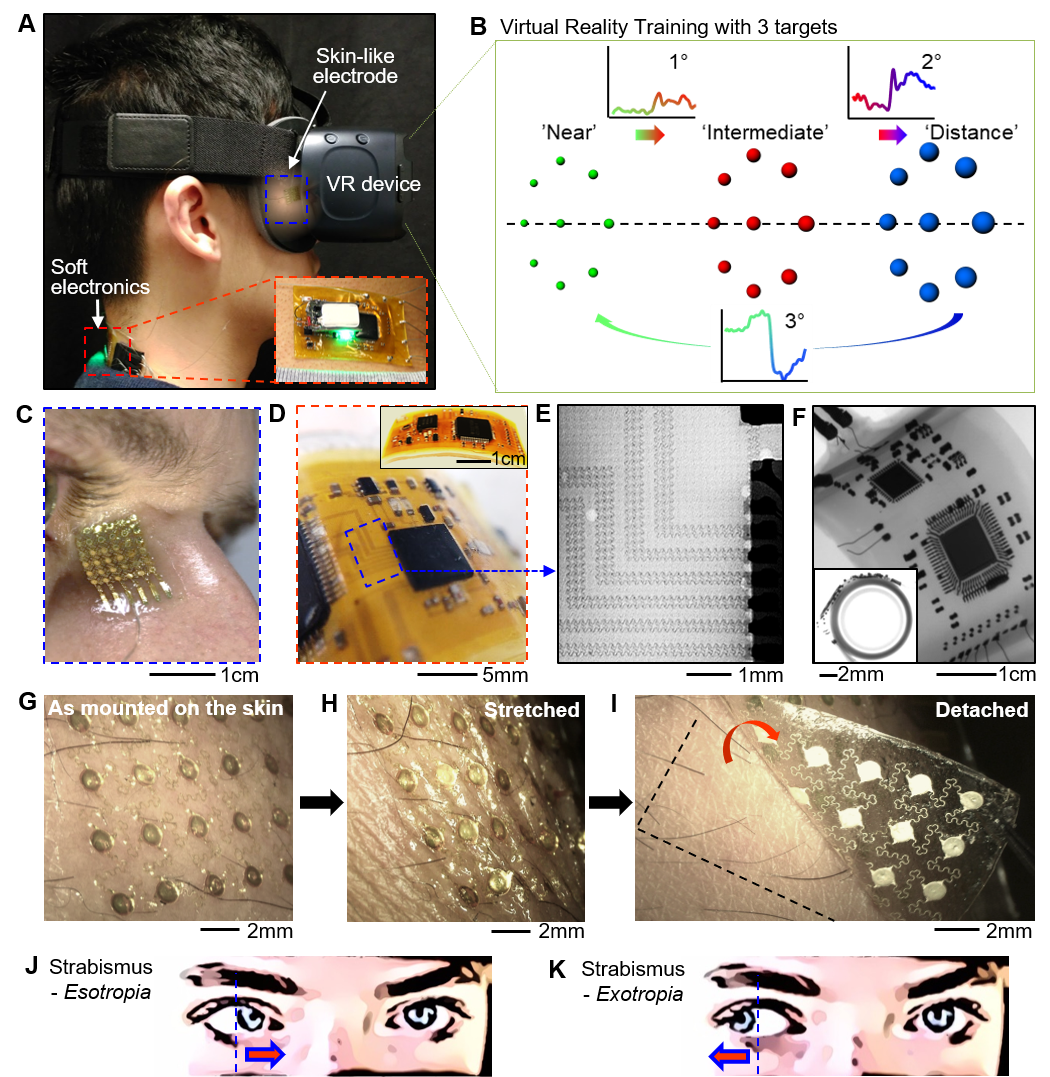 A
Skin-like
electrode
VR device
Soft
electronics
B Virtual Reality Training with 3 targets
1°
2°
’Near’
‘Intermediate’
‘Distance’
3°
C
1cm
D
1cm
5mm
E
1mm
F
2mm
1cm
G As mounted on the skin
2mm
H Stretched
2mm
I Detached
2mm
J Strabismus
- Esotropia
K Strabismus
- Exotropia